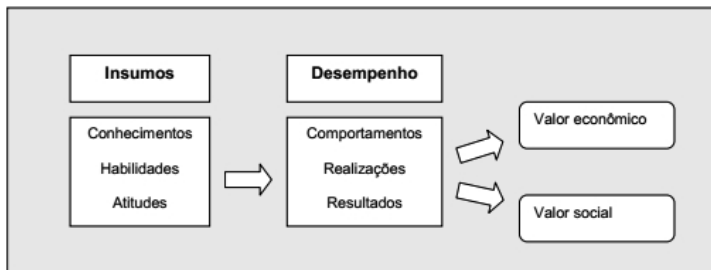 Insumos
Desempenho
Conhecimentos
Habilidades
Atitudes
Comportamentos
Realizações
Resultados
Valor econômico
Valor social